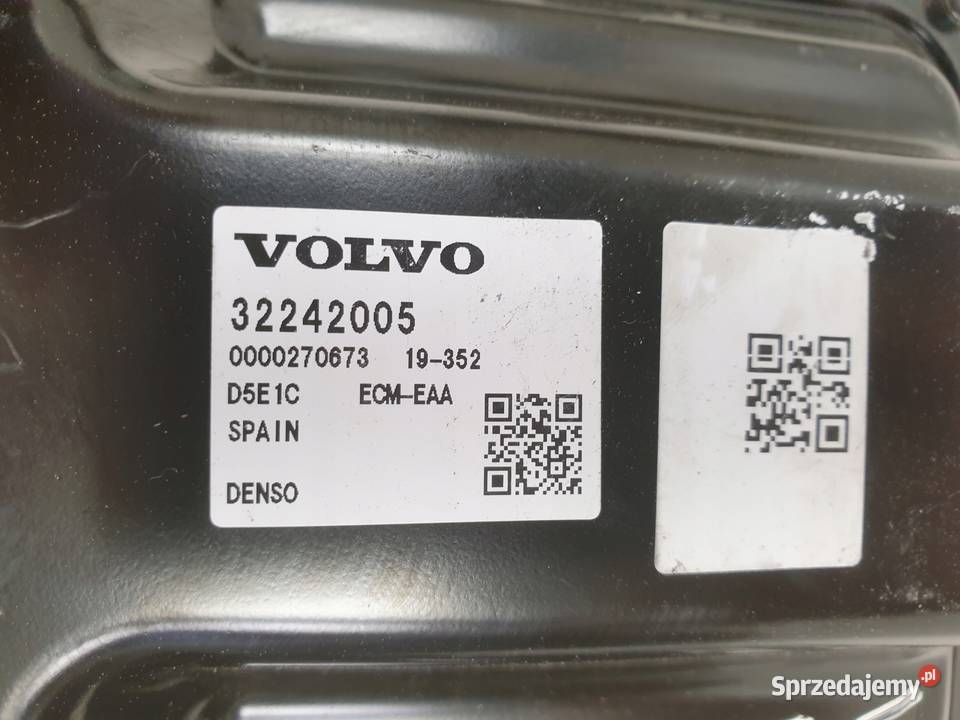 VOLVO
32242005
0000270673 19-352
D5E1C ECM-EAA
SPAIN
DENSO
Sprzedajemy.pl